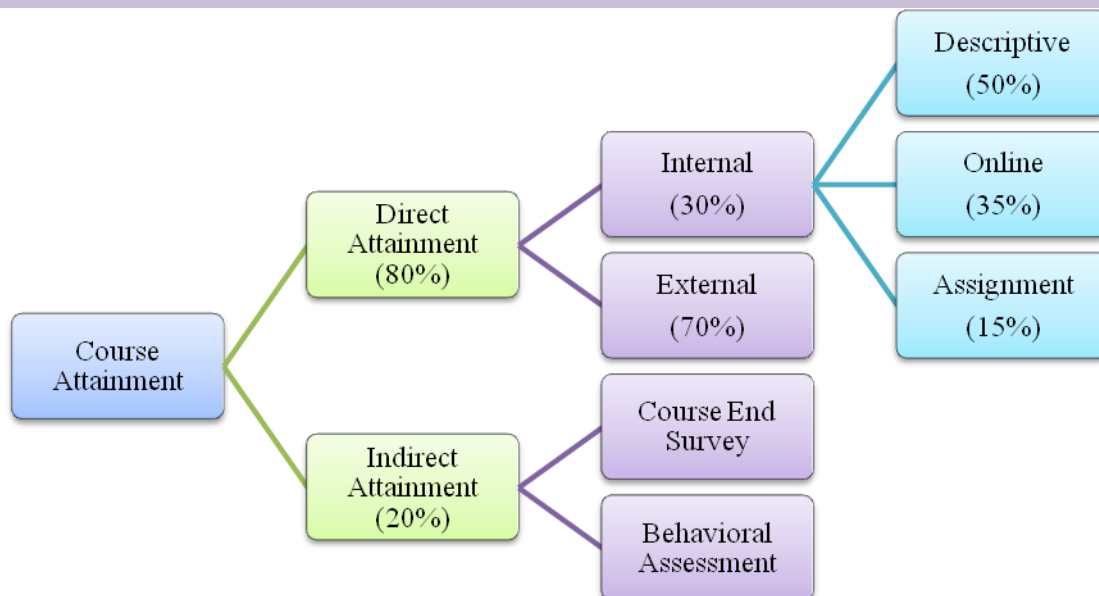 Course
Attainment
Direct
Attainment
(80%)
Indirect
Attainment
(20%)
Internal
(30%)
External
(70%)
Course End
Survey
Behavioral
Assessment
Descriptive
(50%)
Online
(35%)
Assignment
(15%)